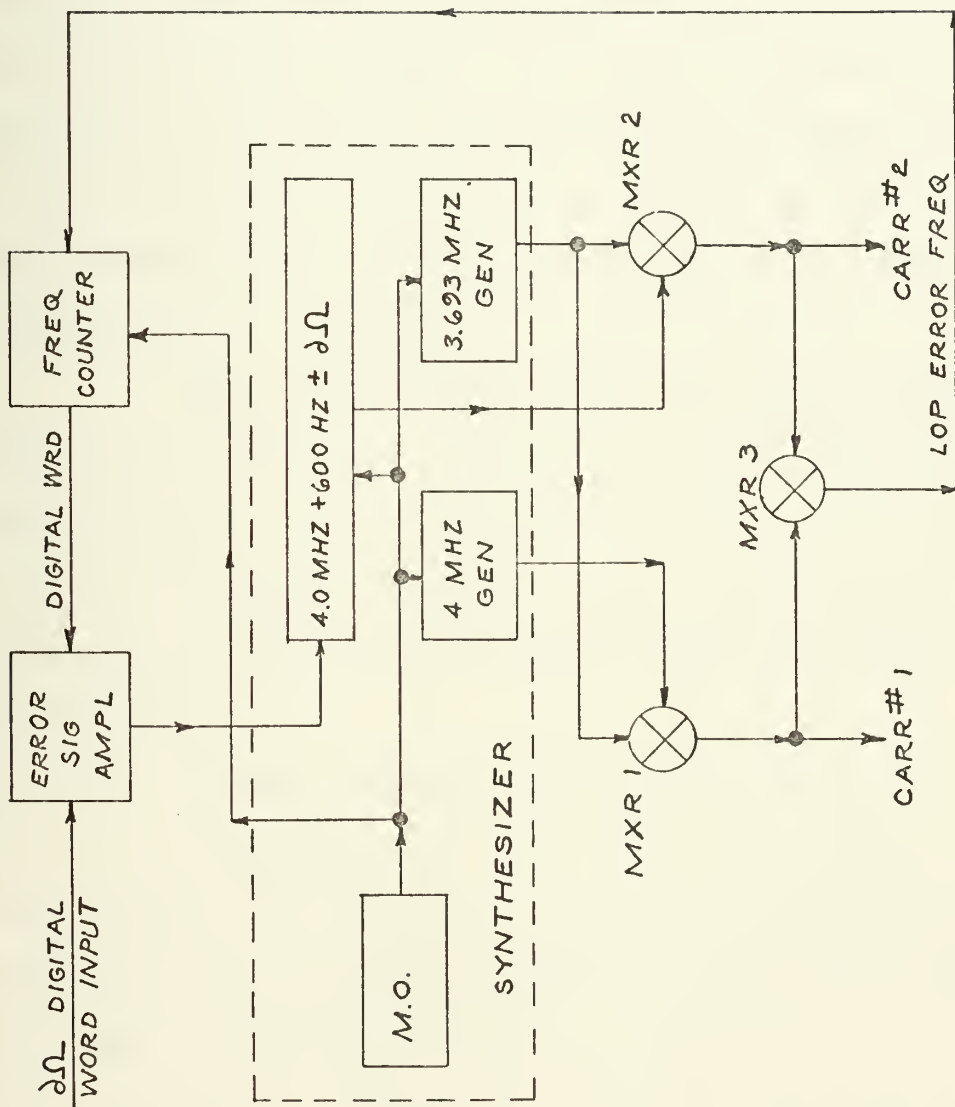 ∂Ω DIGITAL
WORD INPUT
ERROR
SIG
AMPL
DIGITAL WRD
FREQ
COUNTER
4.0 MHZ +600 HZ ± ∂Ω
M.O.
4 MHZ
GEN
3.693 MHZ
GEN
SYNTHESIZER
MXR 1
MXR 2
MXR 3
CARR #1
CARR #2
LOP ERROR FREQ